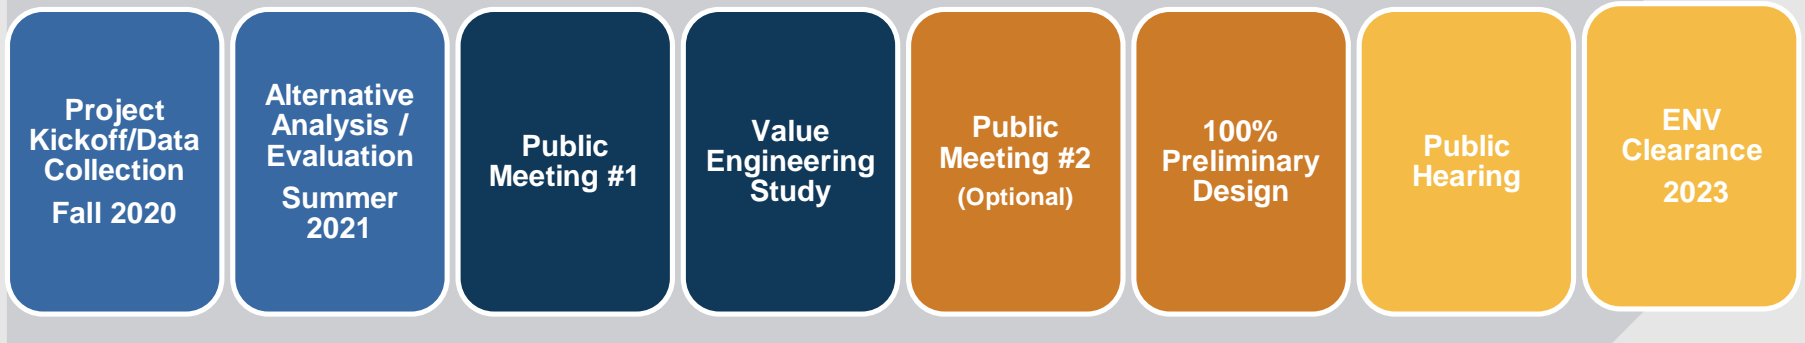 Project
Kickoff/Data
Collection
Fall 2020
Alternative
Analysis /
Evaluation
Summer
2021
Public
Meeting #1
Value
Engineering
Study
Public
Meeting #2
(Optional)
100%
Preliminary
Design
Public
Hearing
ENV
Clearance
2023